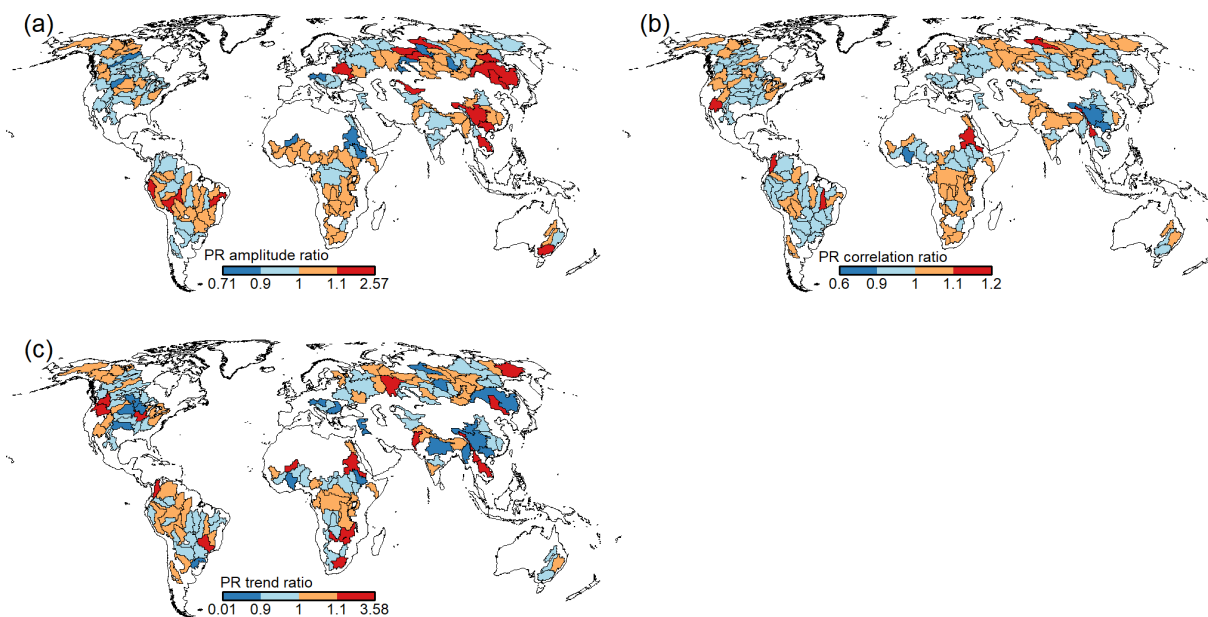 (a)
PR amplitude ratio
0.71 0.9 1 1.1 2.57
(b)
PR correlation ratio
0.6 0.9 1 1.1 1.2
(c)
PR trend ratio
0.01 0.9 1 1.1 3.58